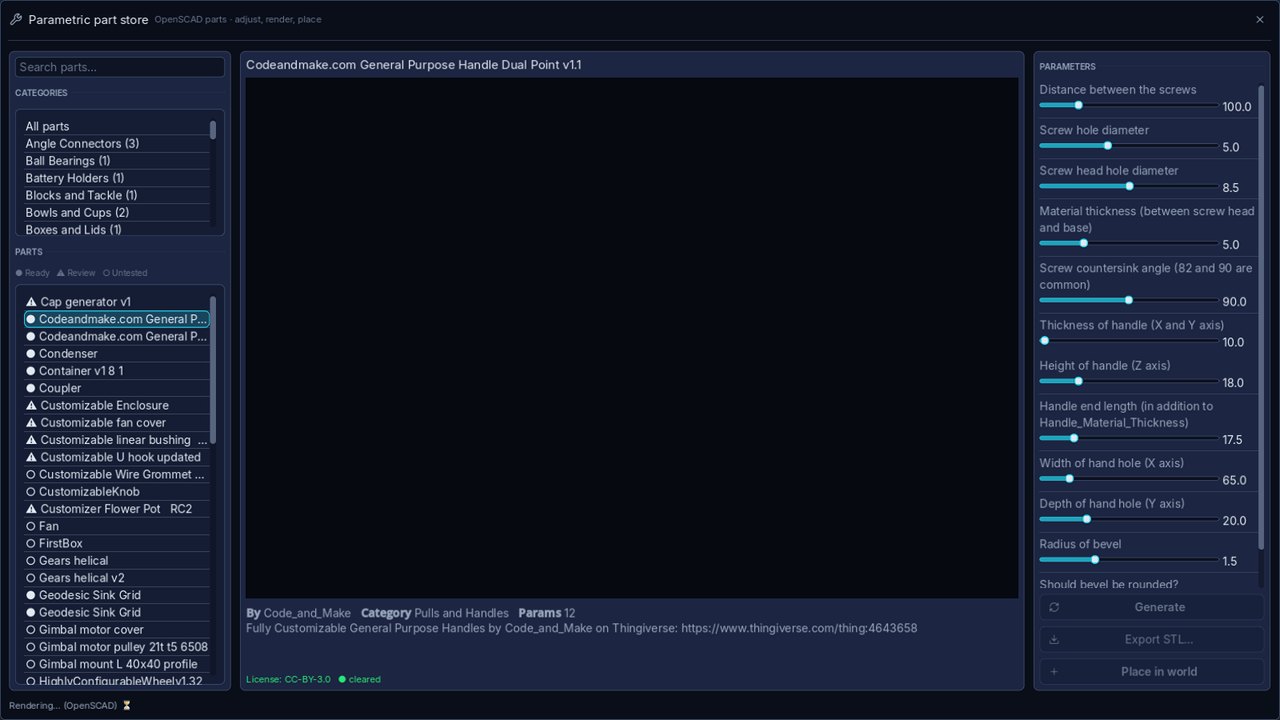 Parametric part store OpenSCAD parts · adjust, render, place
Search parts...
CATEGORIES
All parts
Angle Connectors (3)
Ball Bearings (1)
Battery Holders (1)
Blocks and Tackle (1)
Bowls and Cups (2)
Boxes and Lids (1)
PARTS
Ready Review Untested
Cap generator v1
Codeandmake.com General P...
Codeandmake.com General P...
Condenser
Container v1 8 1
Coupler
Customizable Enclosure
Customizable fan cover
Customizable linear bushing ...
Customizable U hook updated
Customizable Wire Grommet ...
CustomizableKnob
Customizer Flower Pot RC2
Fan
FirstBox
Gears helical
Gears helical v2
Geodesic Sink Grid
Geodesic Sink Grid
Gimbal motor cover
Gimbal motor pulley 21t t5 6508
Gimbal mount L 40x40 profile
HighlyConfigurableWheelv1.32
Rendering... (OpenSCAD)
Codeandmake.com General Purpose Handle Dual Point v1.1
By Code_and_Make Category Pulls and Handles Params 12
Fully Customizable General Purpose Handles by Code_and_Make on Thingiverse: https://www.thingiverse.com/thing:4643658
License: CC-BY-3.0 cleared
PARAMETERS
Distance between the screws
100.0
Screw hole diameter
5.0
Screw head hole diameter
8.5
Material thickness (between screw head
and base)
5.0
Screw countersink angle (82 and 90 are
common)
90.0
Thickness of handle (X and Y axis)
10.0
Height of handle (Z axis)
18.0
Handle end length (in addition to
Handle_Material_Thickness)
17.5
Width of hand hole (X axis)
65.0
Depth of hand hole (Y axis)
20.0
Radius of bevel
1.5
Should bevel be rounded?
Generate
Export STL...
Place in world